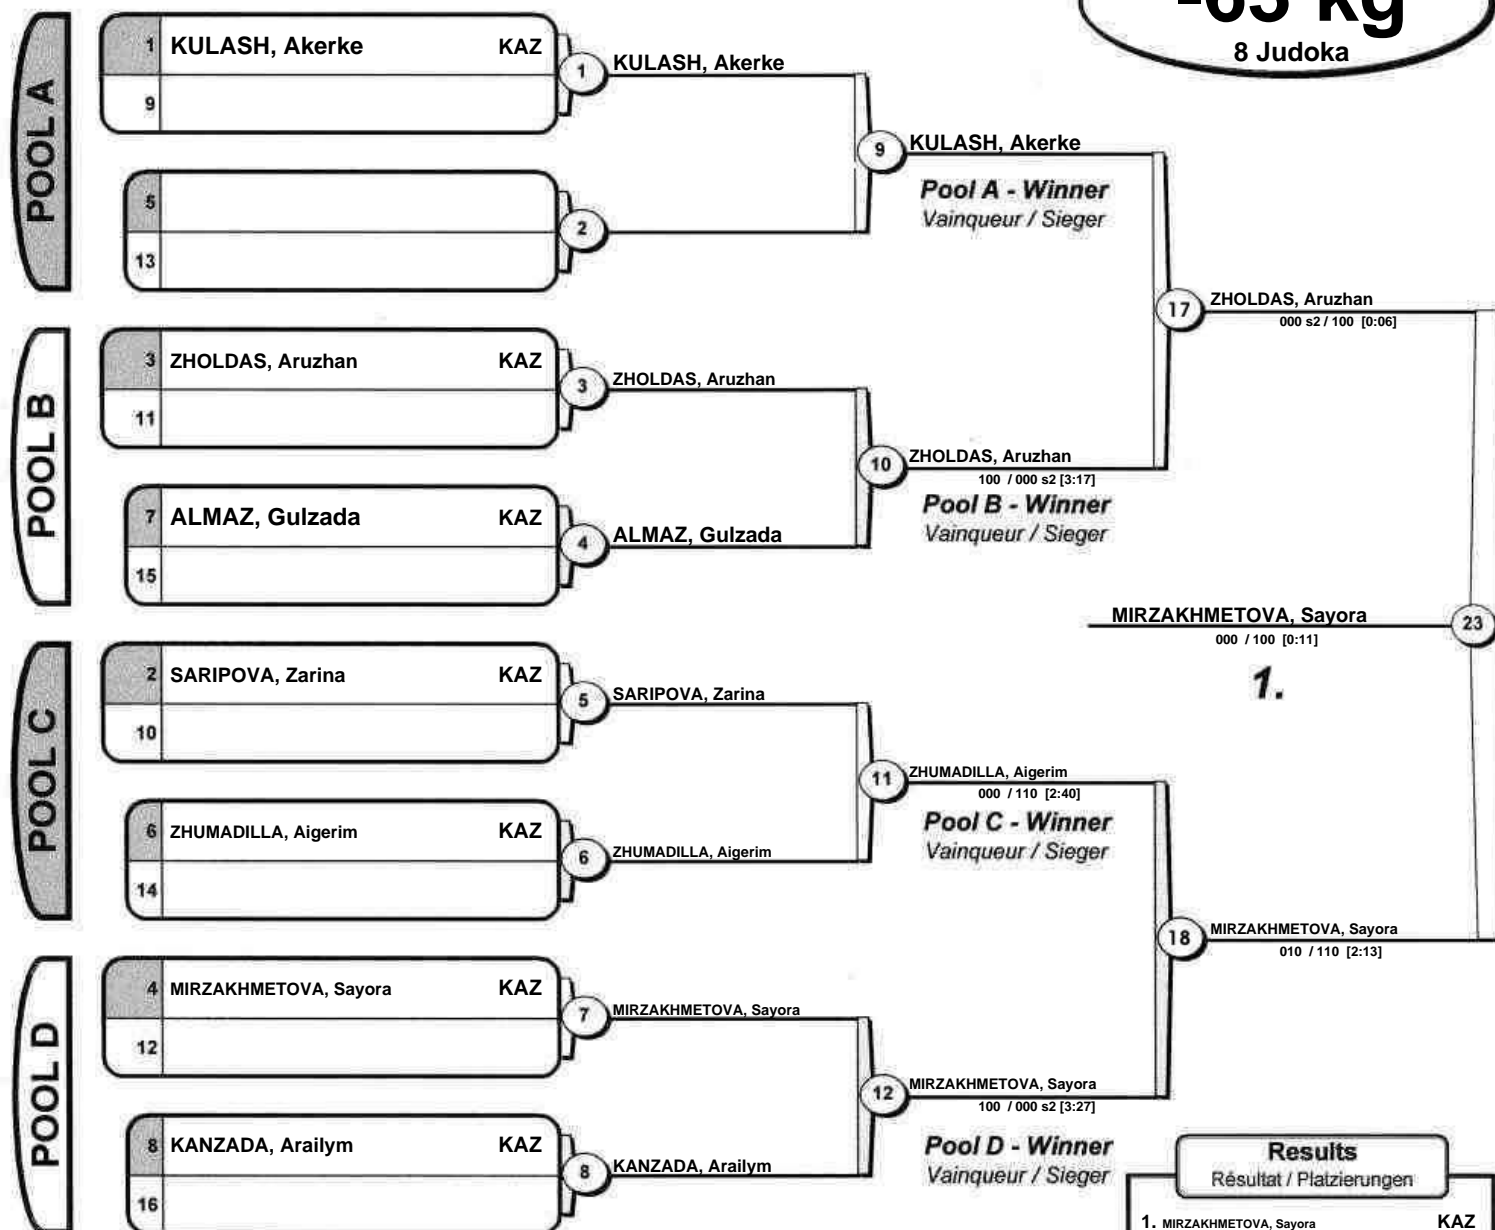 -63 kg
8 Judoka
POOL A
1 KULASH, Akerke KAZ
9
5
13
1 KULASH, Akerke
2
9 KULASH, Akerke
Pool A - Winner
Vainqueur / Sieger
POOL B
3 ZHOLDAS, Aruzhan KAZ
11
7 ALMAZ, Gulzada KAZ
15
3 ZHOLDAS, Aruzhan
4 ALMAZ, Gulzada
10 ZHOLDAS, Aruzhan
100 / 000 s2 [3:17]
Pool B - Winner
Vainqueur / Sieger
17 ZHOLDAS, Aruzhan
000 s2 / 100 [0:06]
MIRZAKHMETOVA, Sayora 23
000 / 100 [0:11]
1.
POOL C
2 SARIPOVA, Zarina KAZ
10
6 ZHUMADILLA, Aigerim KAZ
14
5 SARIPOVA, Zarina
6 ZHUMADILLA, Aigerim
11 ZHUMADILLA, Aigerim
000 / 110 [2:40]
Pool C - Winner
Vainqueur / Sieger
18 MIRZAKHMETOVA, Sayora
010 / 110 [2:13]
POOL D
4 MIRZAKHMETOVA, Sayora KAZ
12
8 KANZADA, Arailym KAZ
16
7 MIRZAKHMETOVA, Sayora
8 KANZADA, Arailym
12 MIRZAKHMETOVA, Sayora
100 / 000 s2 [3:27]
Pool D - Winner
Vainqueur / Sieger
Results
Résultat / Platzierungen
1. MIRZAKHMETOVA, Sayora KAZ